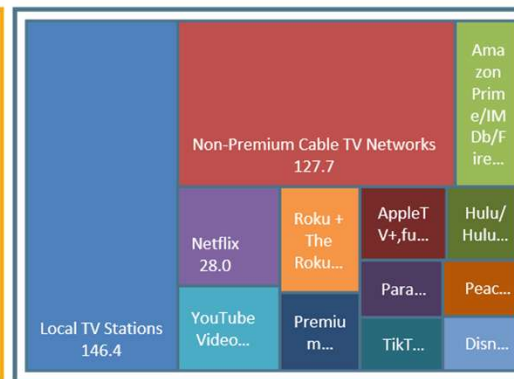 Local TV Stations
146.4
Non-Premium Cable TV Networks
127.7
Ama
zon
Prim
e/IM
Db/F
ire...
Netflix
28.0
YouTube
Video...
Roku +
The
Roku...
Premiu
m...
AppleT
V+,fu...
Para...
TikT...
Hulu/
Hulu...
Peac...
Disn...